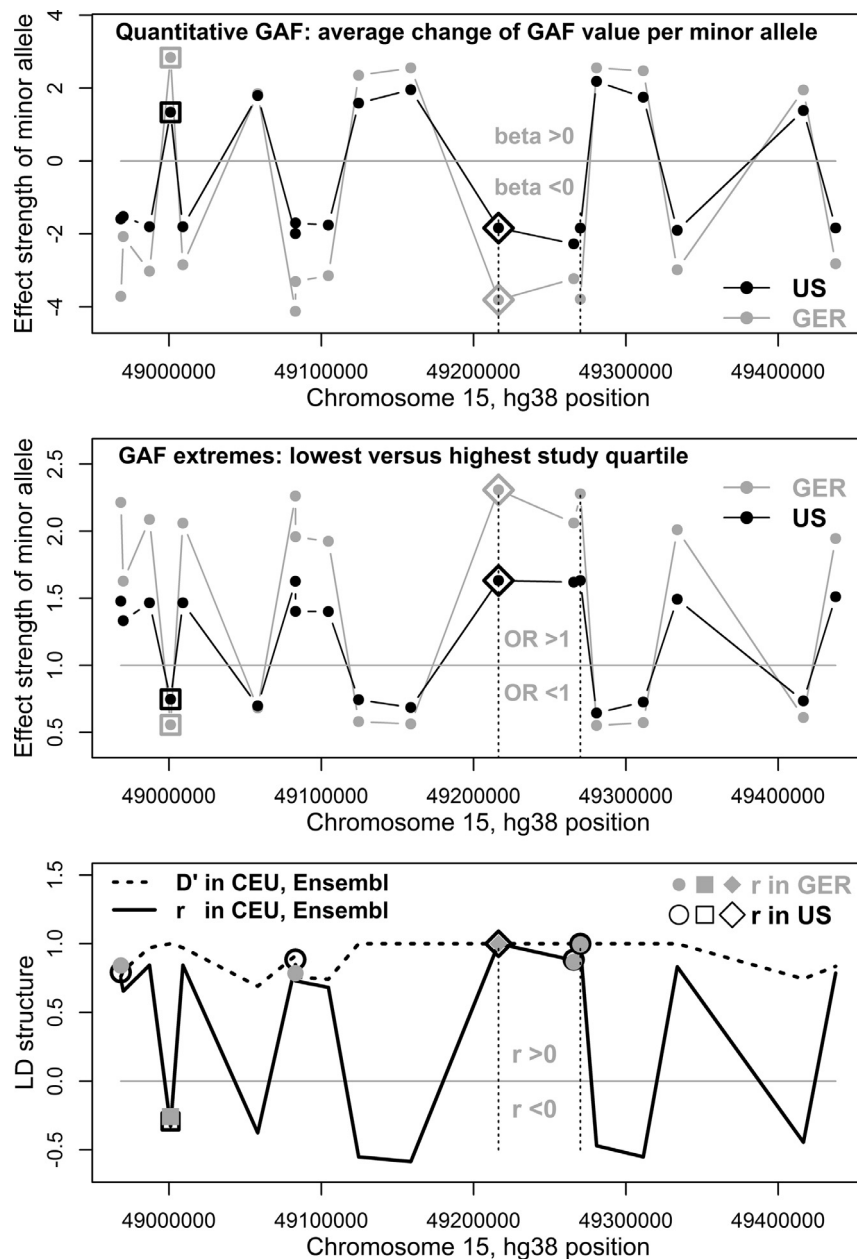 Quantitative GAF: average change of GAF value per minor allele
Effect strength of minor allele
2
0
-2
-4
beta >0
beta <0
US
GER
49000000 49100000 49200000 49300000 49400000
Chromosome 15, hg38 position
GAF extremes: lowest versus highest study quartile
Effect strength of minor allele
2.5
2.0
1.5
1.0
0.5
GER
US
OR >1
OR <1
49000000 49100000 49200000 49300000 49400000
Chromosome 15, hg38 position
D' in CEU, Ensembl
r in CEU, Ensembl
r in GER
r in US
LD structure
1.5
1.0
0.5
0.0
-0.5
r >0
r <0
49000000 49100000 49200000 49300000 49400000
Chromosome 15, hg38 position